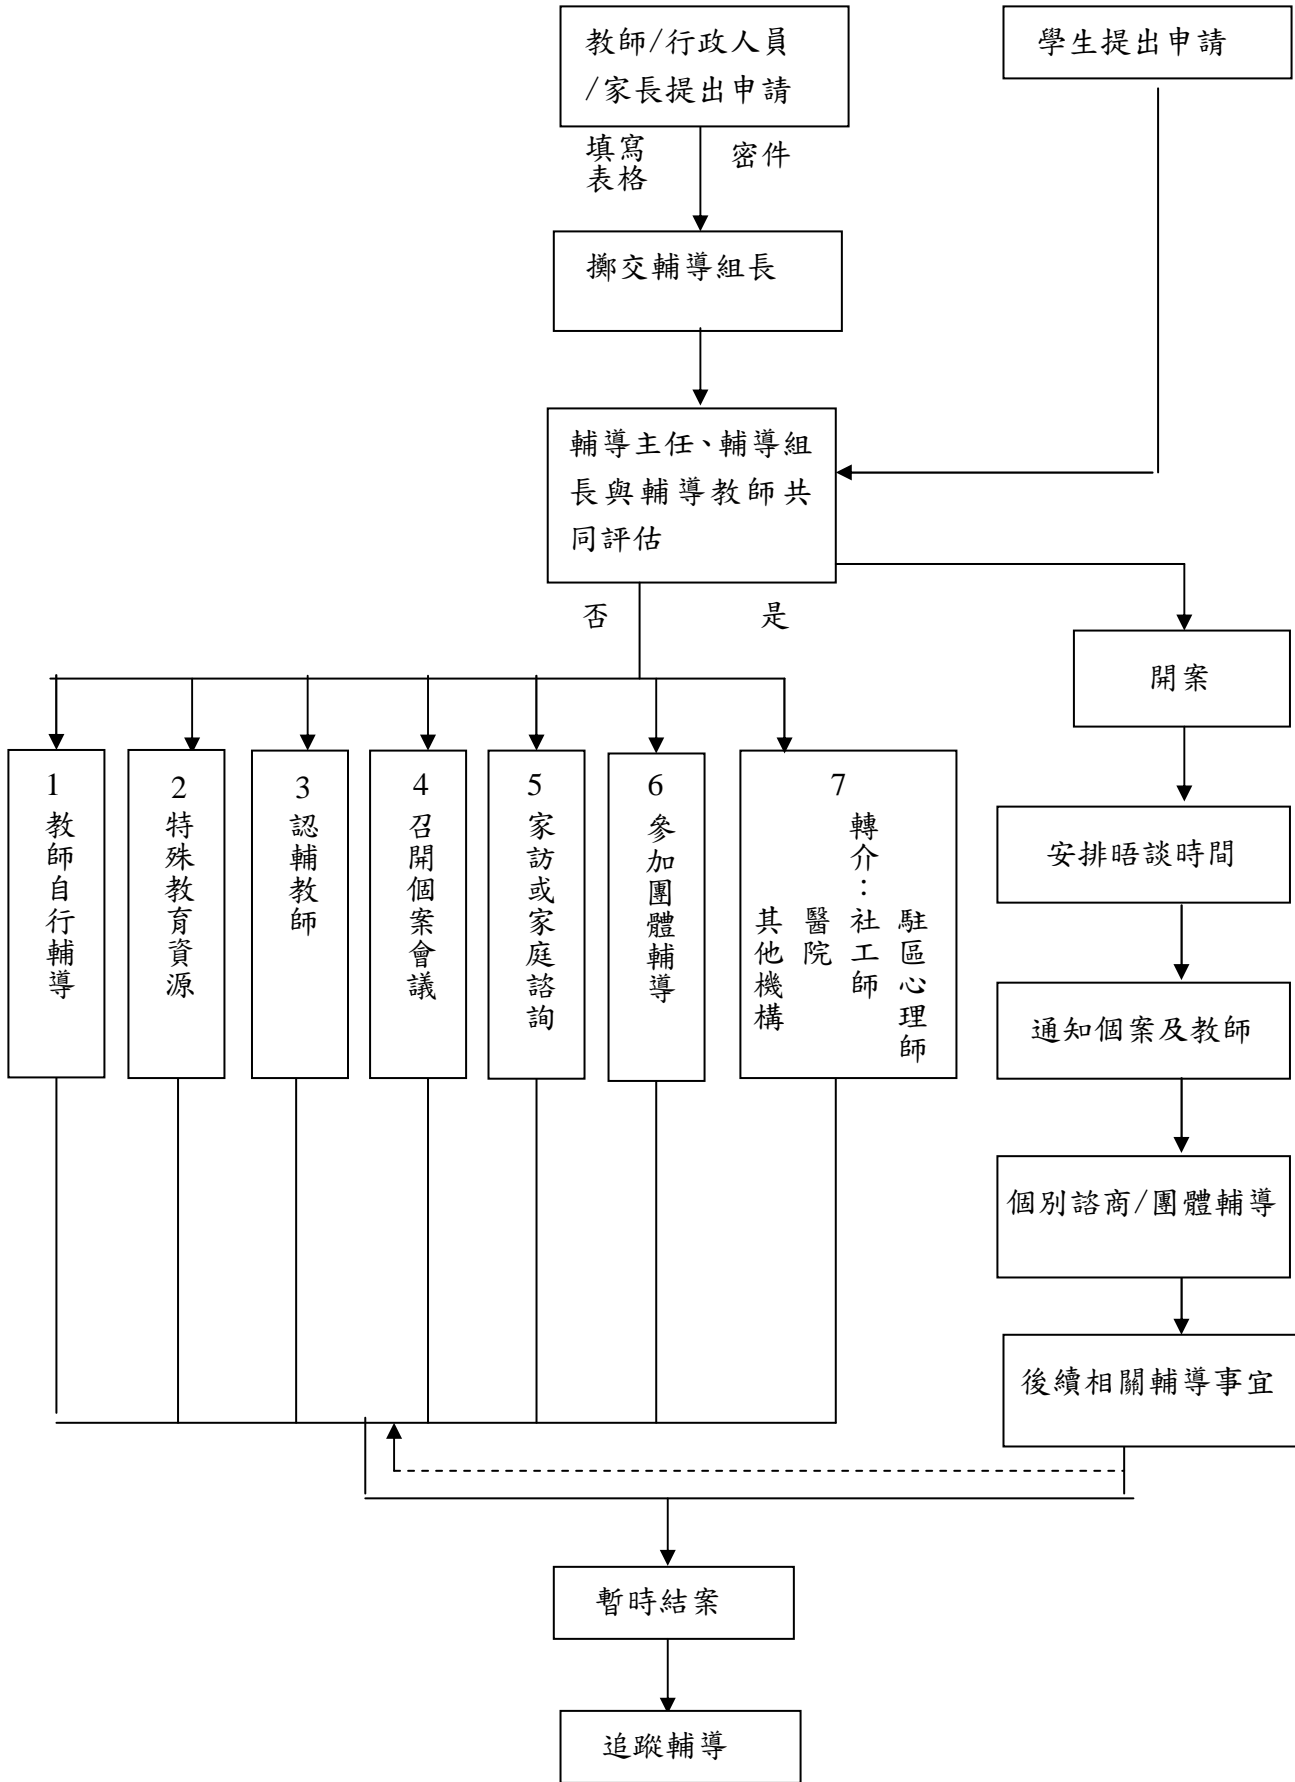 教師/行政人員
/家長提出申請
學生提出申請
填寫
表格
密件
擲交輔導組長
輔導主任、輔導組
長與輔導教師共
同評估
否
是
開案
1
教師自行輔導
2
特殊教育資源
3
認輔教師
4
召開個案會議
5
家訪或家庭諮詢
6
參加團體輔導
7
駐區心理師
轉介：社工師
醫院
其他機構
安排晤談時間
通知個案及教師
個別諮商/團體輔導
後續相關輔導事宜
暫時結案
追蹤輔導